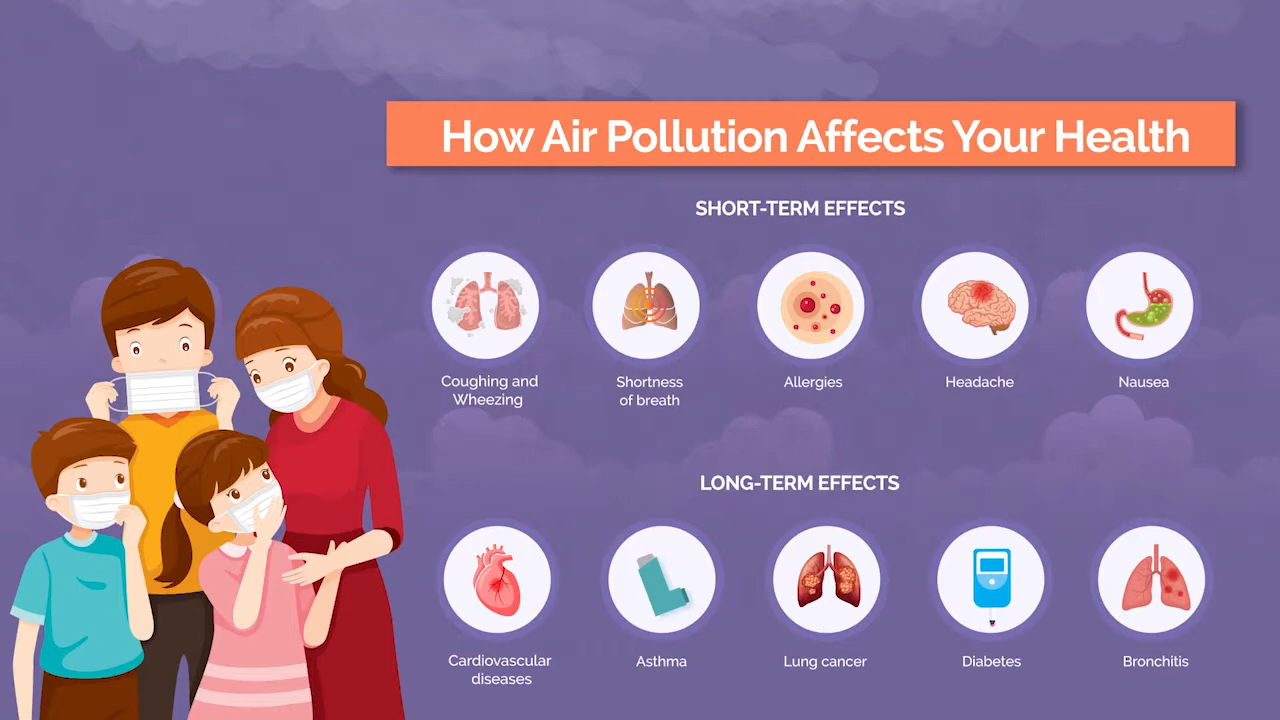 How Air Pollution Affects Your Health
SHORT-TERM EFFECTS
Coughing and
Wheezing
Shortness
of breath
Allergies
Headache
Nausea
LONG-TERM EFFECTS
Cardiovascular
diseases
Asthma
Lung cancer
Diabetes
Bronchitis